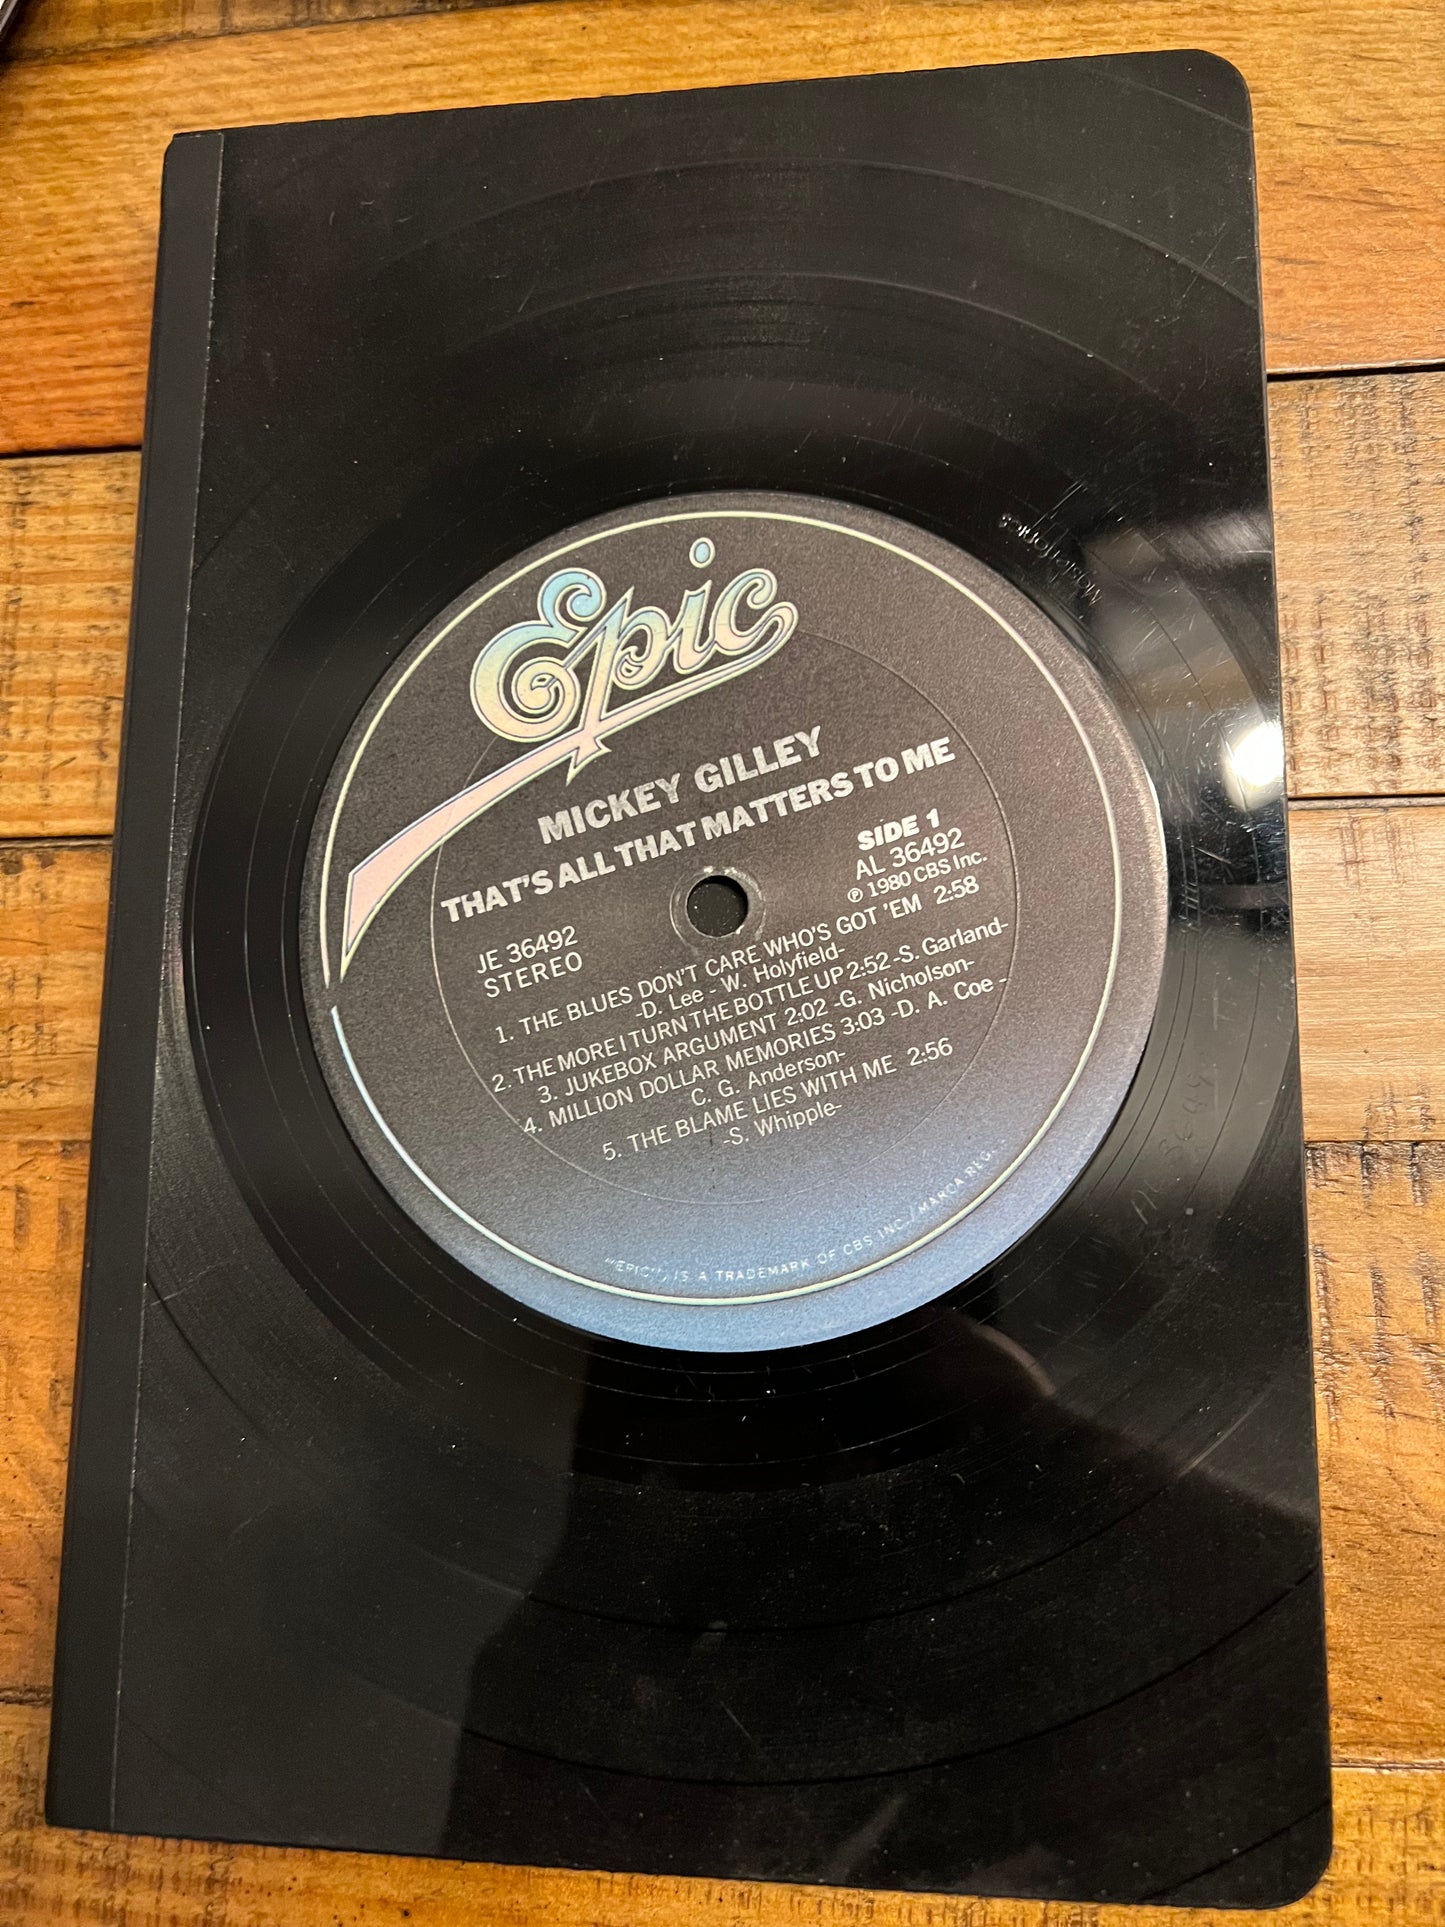 Epic
MICKEY GILLEY
THAT'S ALL THAT MATTERS TO ME
SIDE 1
AL 36492
℗ 1980 CBS Inc.
JE 36492
STEREO
1. THE BLUES DON'T CARE WHO'S GOT 'EM 2:58
-D. Lee - W. Holyfield-
2. THE MORE I TURN THE BOTTLE UP 2:52 -S. Garland-
3. JUKEBOX ARGUMENT 2:02 -G. Nicholson-
4. MILLION DOLLAR MEMORIES 3:03 -D. A. Coe -
C. G. Anderson-
5. THE BLAME LIES WITH ME 2:56
-S. Whipple-
"EPIC" IS A TRADEMARK OF CBS INC./ MARCA REG.
Masterfonics